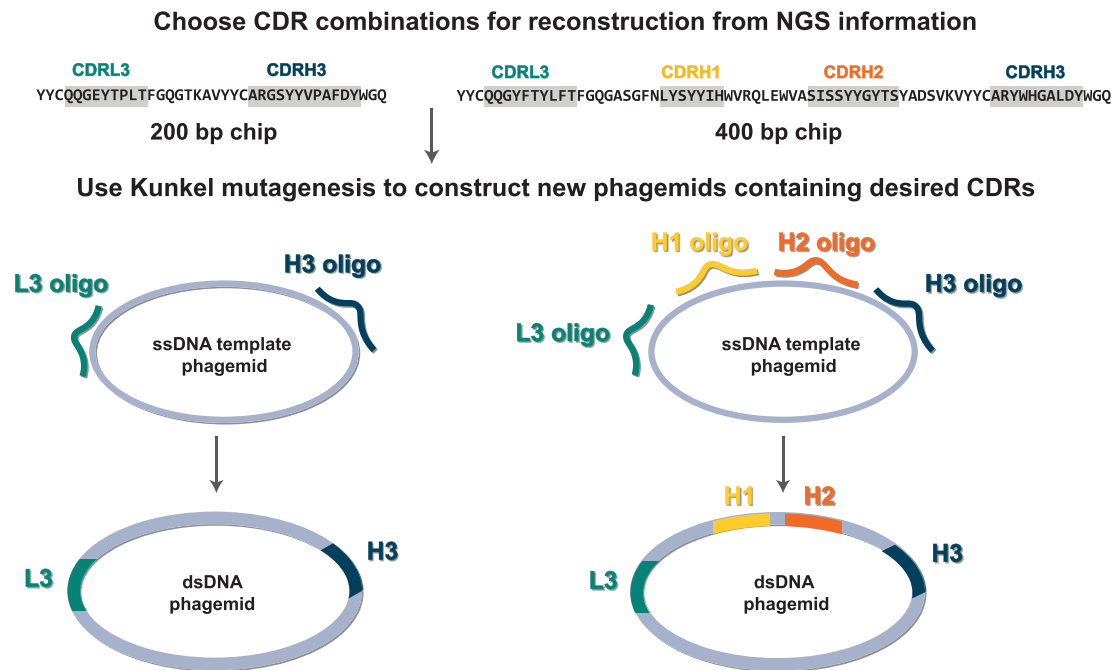 Choose CDR combinations for reconstruction from NGS information
CDRL3 CDRH3
YYCQQGEYTPLTFGQGTKAVYYCARGSYYVPAFDYWGQ
200 bp chip
CDRL3 CDRH1 CDRH2 CDRH3
YYCQQGYFTYLFTFGQGASGFNLYSYYIHWVRQLEWVASISSYYGYTSYADSVKVYYCARYWHGALDYWGQ
400 bp chip
Use Kunkel mutagenesis to construct new phagemids containing desired CDRs
L3 oligo
H3 oligo
ssDNA template
phagemid
L3
H3
dsDNA
phagemid
H1 oligo
H2 oligo
L3 oligo
H3 oligo
ssDNA template
phagemid
H1
H2
L3
H3
dsDNA
phagemid